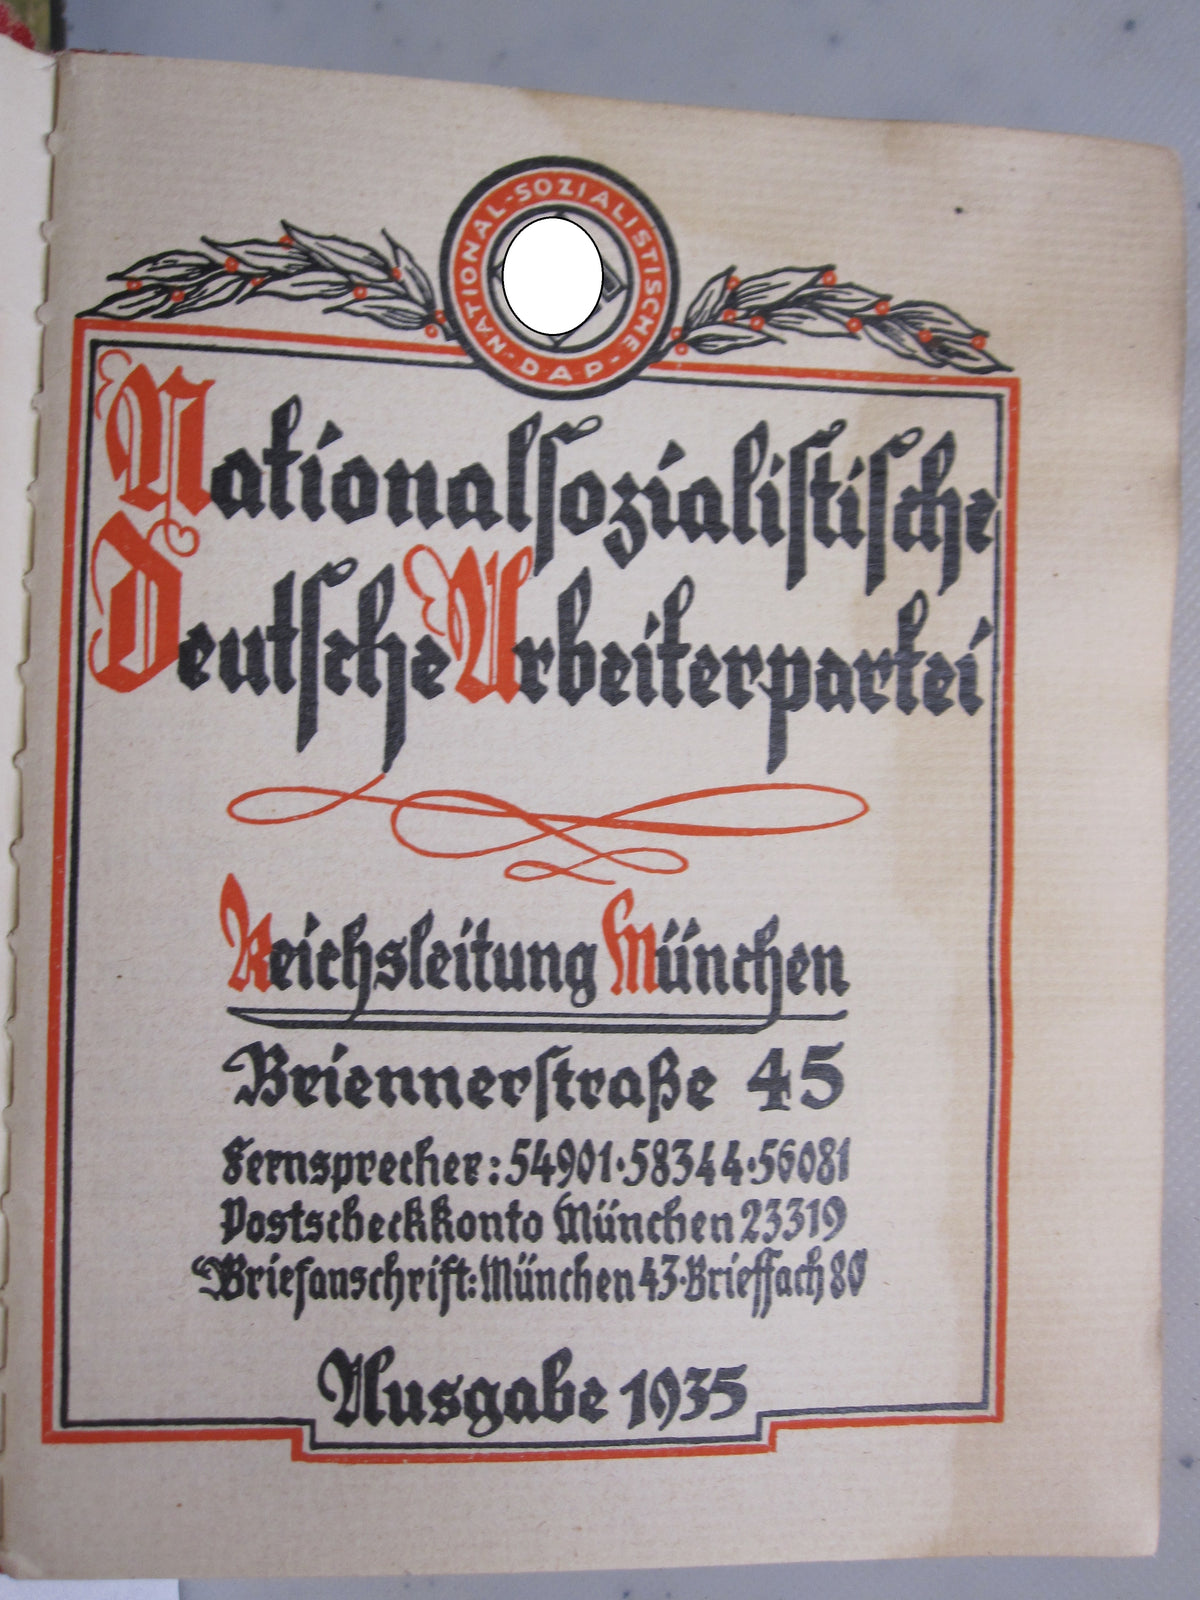 NATIONAL-SOZIALISTISCHE-D-A-P-
Nationalsozialistische
Deutsche Arbeiterpartei
Reichsleitung München
Briennerstraße 45
Fernsprecher: 54901·58344·56081
Postscheckkonto München 23319
Briefanschrift: München 43·Brieffach 80
Ausgabe 1935